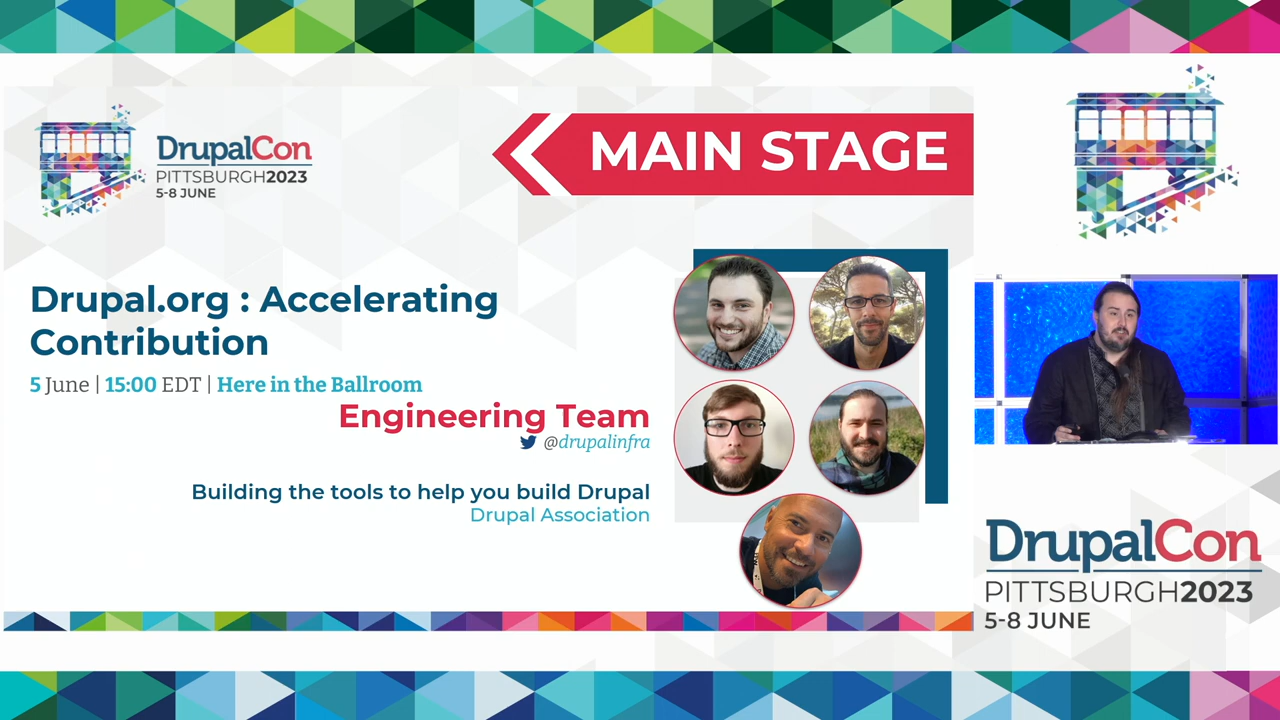 DrupalCon
PITTSBURGH2023
5-8 JUNE
MAIN STAGE
Drupal.org : Accelerating
Contribution
5 June | 15:00 EDT | Here in the Ballroom
Engineering Team
@drupalinfra
Building the tools to help you build Drupal
Drupal Association
DrupalCon
PITTSBURGH2023
5-8 JUNE